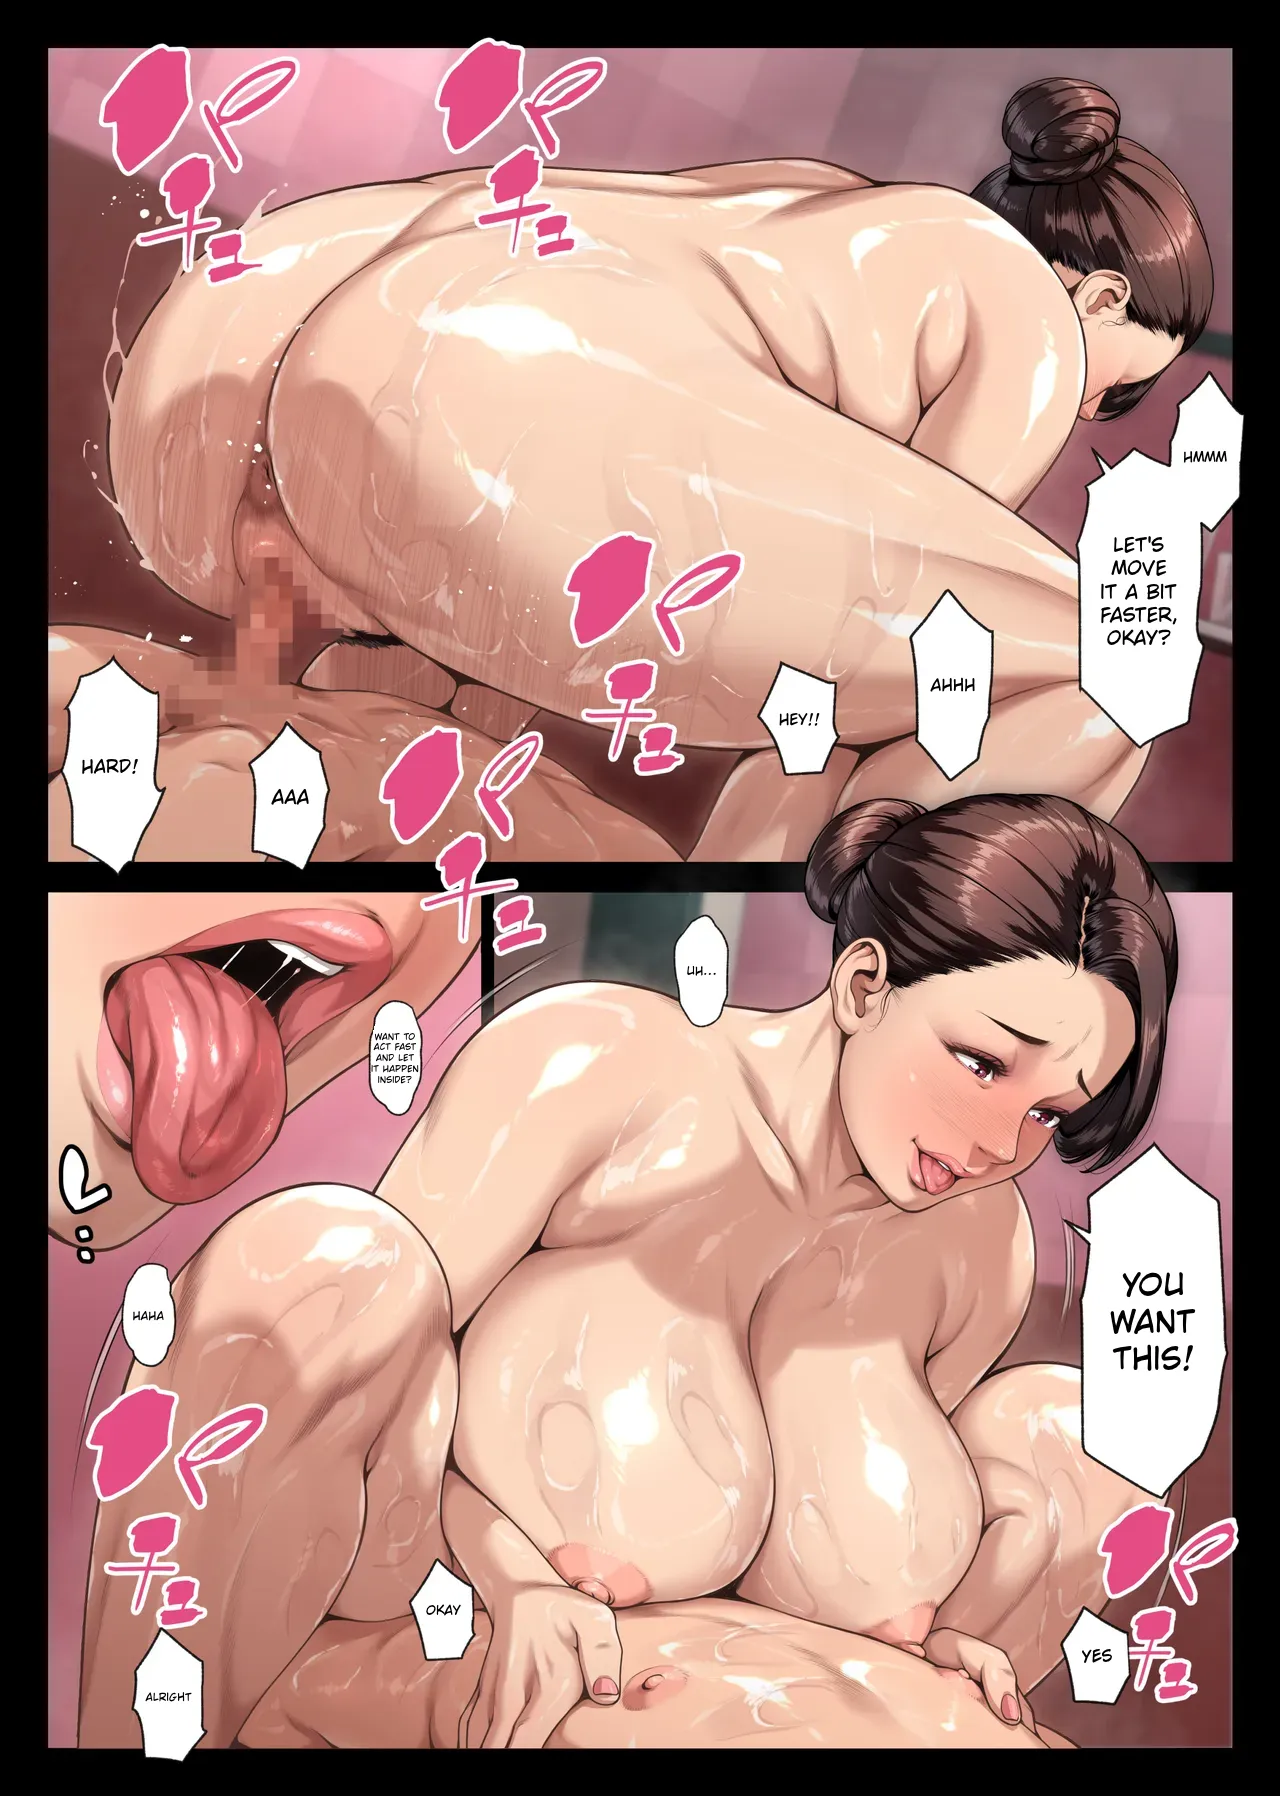 パ
チュ
パ
チュ
HMMM
LET'S
MOVE
IT A BIT
FASTER,
OKAY?
パ
チュ
AHHH
HEY!!
HARD!
AAA
パ
チュ
UH...
WANT TO
ACT FAST
AND LET
IT HAPPEN
INSIDE?
YOU
WANT
THIS!
HAHA
パ
チュ
OKAY
パ
チュ
YES
ALRIGHT